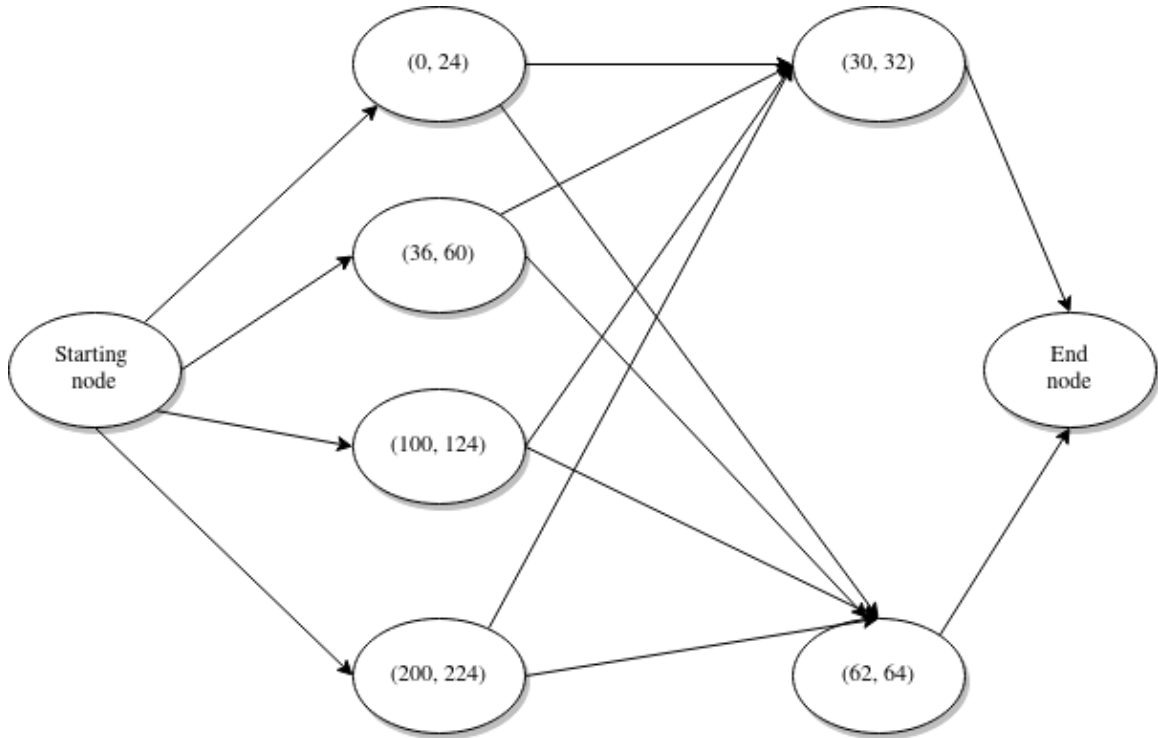 (0, 24)
(30, 32)
(36, 60)
Starting
node
End
node
(100, 124)
(200, 224)
(62, 64)